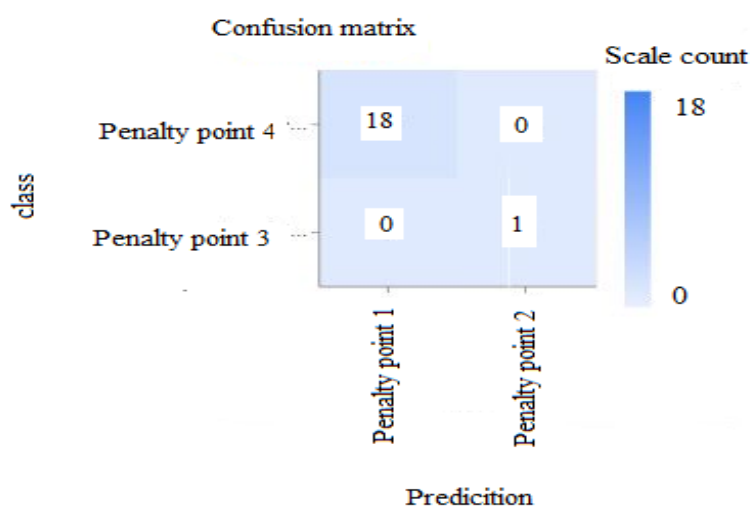 Confusion matrix
Scale count
18
0
class
Penalty point 4
18
0
Penalty point 3
0
1
Penalty point 1
Penalty point 2
Predicition